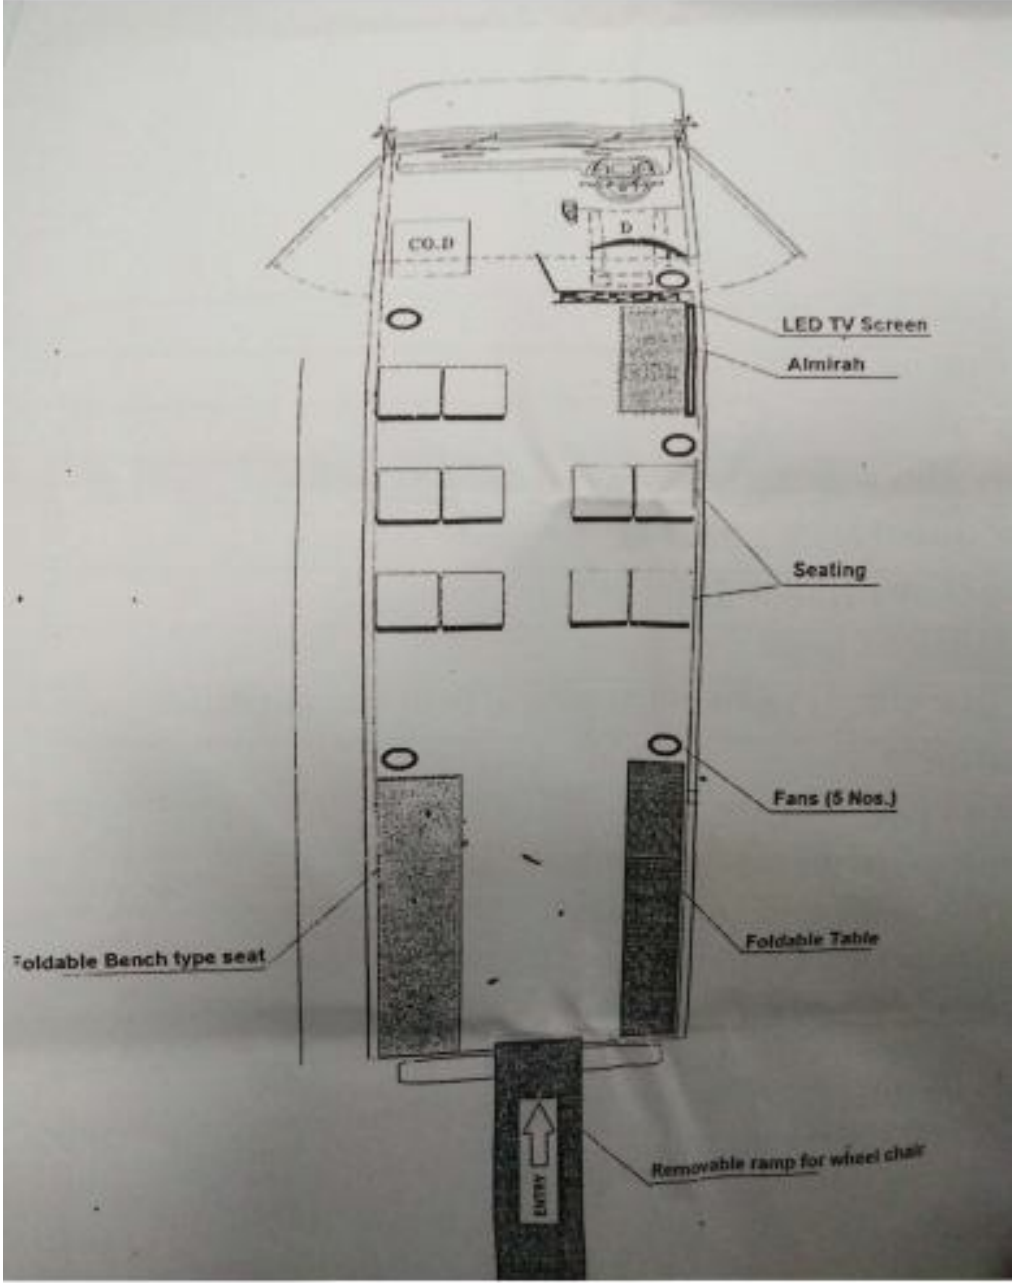 CO.D
D
LED TV Screen
Almirah
Seating
Fans (5 Nos.)
Foldable Table
oldable Bench type seat
Removable ramp for wheel chair
ENTRY